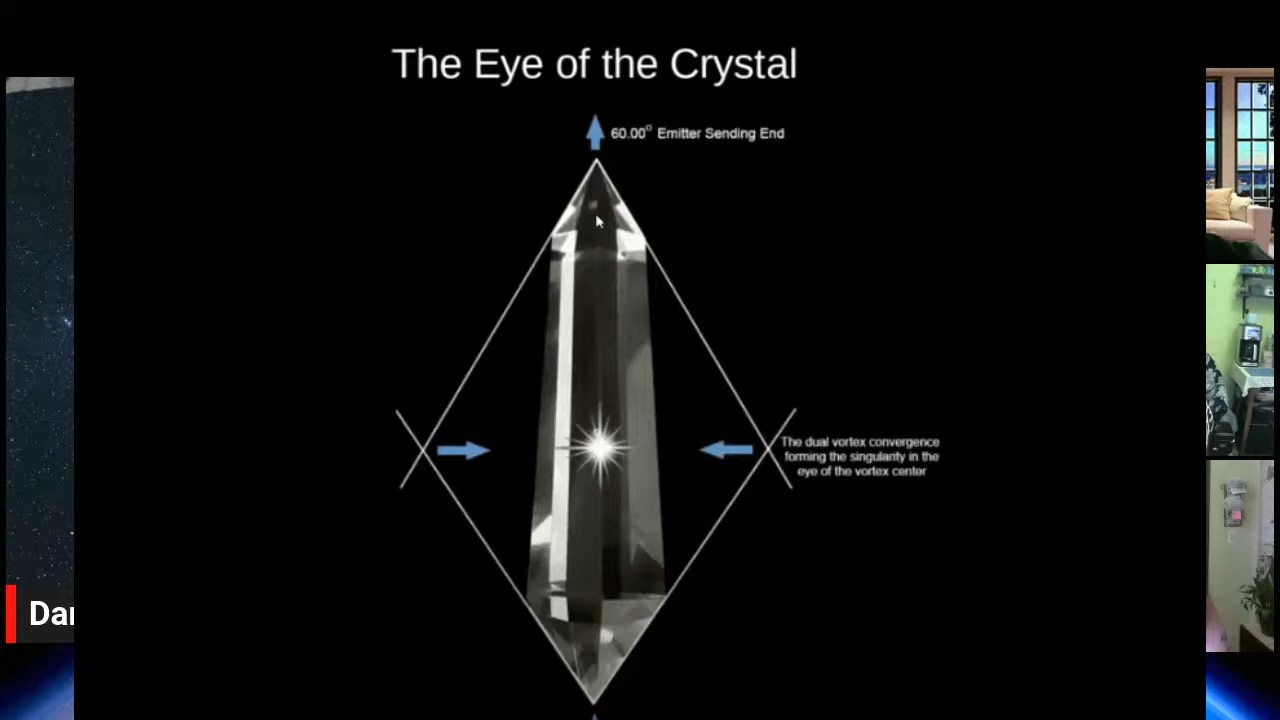 The Eye of the Crystal
60.00° Emitter Sending End
The dual vortex convergence
forming the singularity in the
eye of the vortex center
Dar